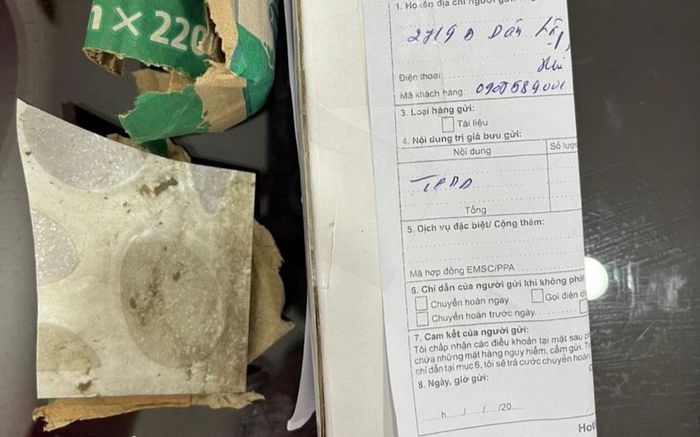 n × 220
1. Họ tên địa chỉ người gửi
Điện thoại:
Mã khách hàng: 0908589001
3. Loại hàng gửi:
Tài liệu
4. Nội dung trị giá bưu gửi:
Nội dung Số lượn
TPDD
Tổng
5. Dịch vụ đặc biệt/ Cộng thêm:
Mã hợp đồng EMSC/PPA
6. Chỉ dẫn của người gửi khi không phát
Chuyển hoàn ngay Gọi điện c
Chuyển hoàn trước ngày
7. Cam kết của người gửi:
Tôi chấp nhận các điều khoản tại mặt sau p
chứa những mặt hàng nguy hiểm, cấm gửi. Tr
chỉ dẫn tại mục 6, tôi sẽ trả cước chuyển hoàn
8. Ngày, giờ gửi:
h / / /20
Hotl